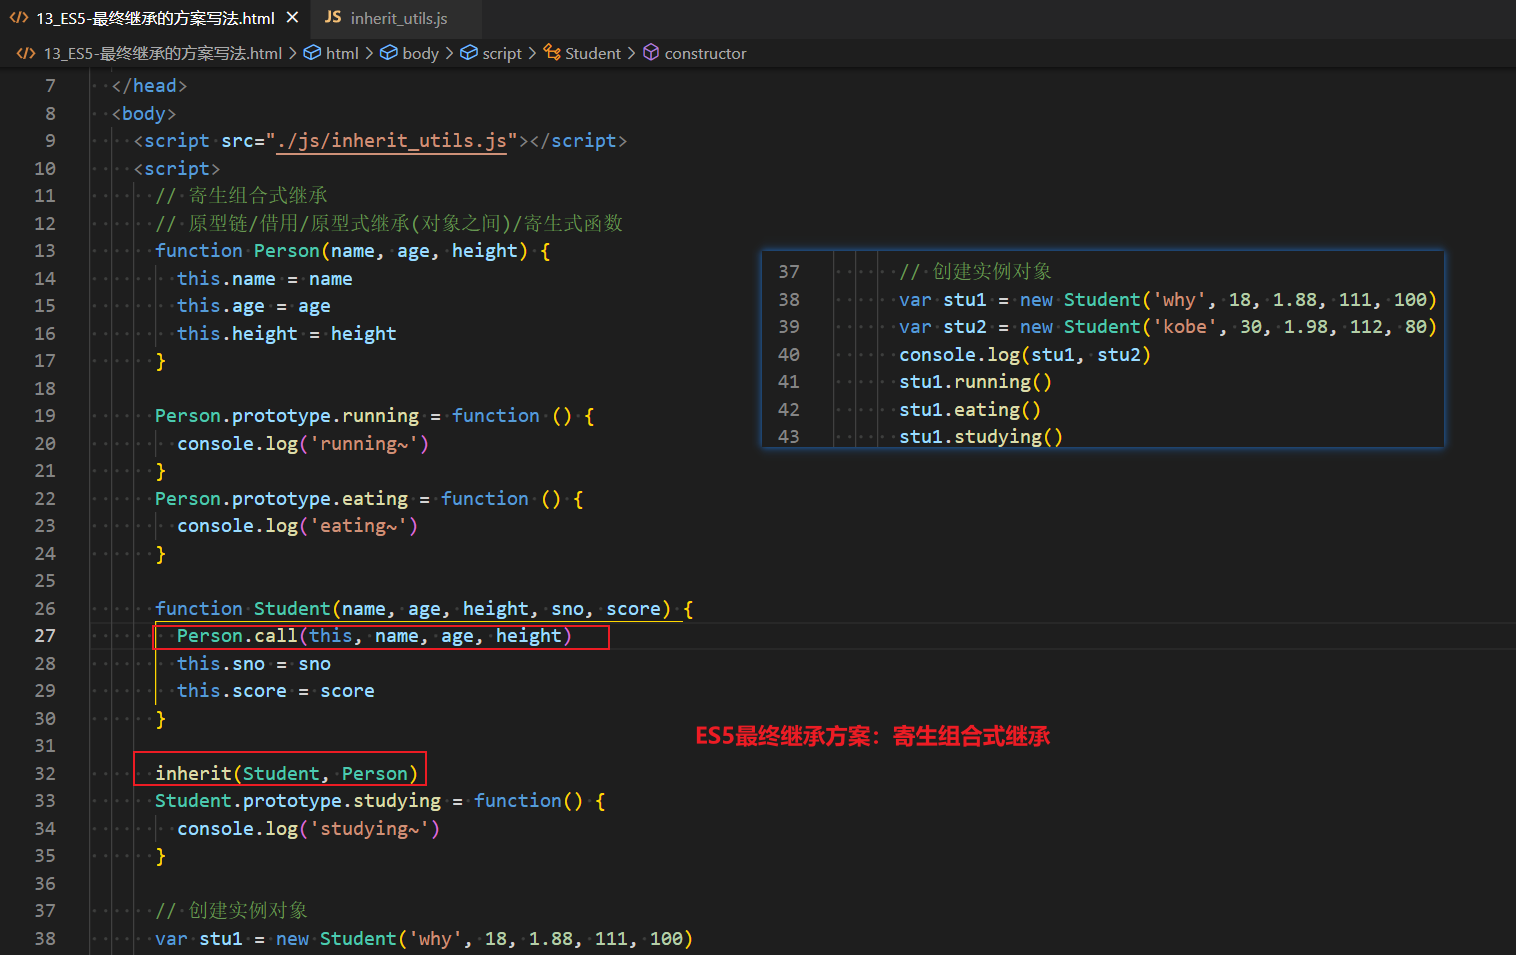 13_ES5-最终继承的方案写法.html
JS inherit_utils.js
13_ES5-最终继承的方案写法.html > html > body > script > Student > constructor
7 </head>
8 <body>
9 <script src="./js/inherit_utils.js"></script>
10 <script>
11 // 寄生组合式继承
12 // 原型链/借用/原型式继承(对象之间)/寄生式函数
13 function Person(name, age, height) {
14 this.name = name
15 this.age = age
16 this.height = height
17 }
18
19 Person.prototype.running = function () {
20 console.log('running~')
21 }
22 Person.prototype.eating = function () {
23 console.log('eating~')
24 }
25
26 function Student(name, age, height, sno, score) {
27 Person.call(this, name, age, height)
28 this.sno = sno
29 this.score = score
30 }
31
32 inherit(Student, Person)
33 Student.prototype.studying = function() {
34 console.log('studying~')
35 }
36
37 // 创建实例对象
38 var stu1 = new Student('why', 18, 1.88, 111, 100)
37 // 创建实例对象
38 var stu1 = new Student('why', 18, 1.88, 111, 100)
39 var stu2 = new Student('kobe', 30, 1.98, 112, 80)
40 console.log(stu1, stu2)
41 stu1.running()
42 stu1.eating()
43 stu1.studying()
ES5最终继承方案：寄生组合式继承